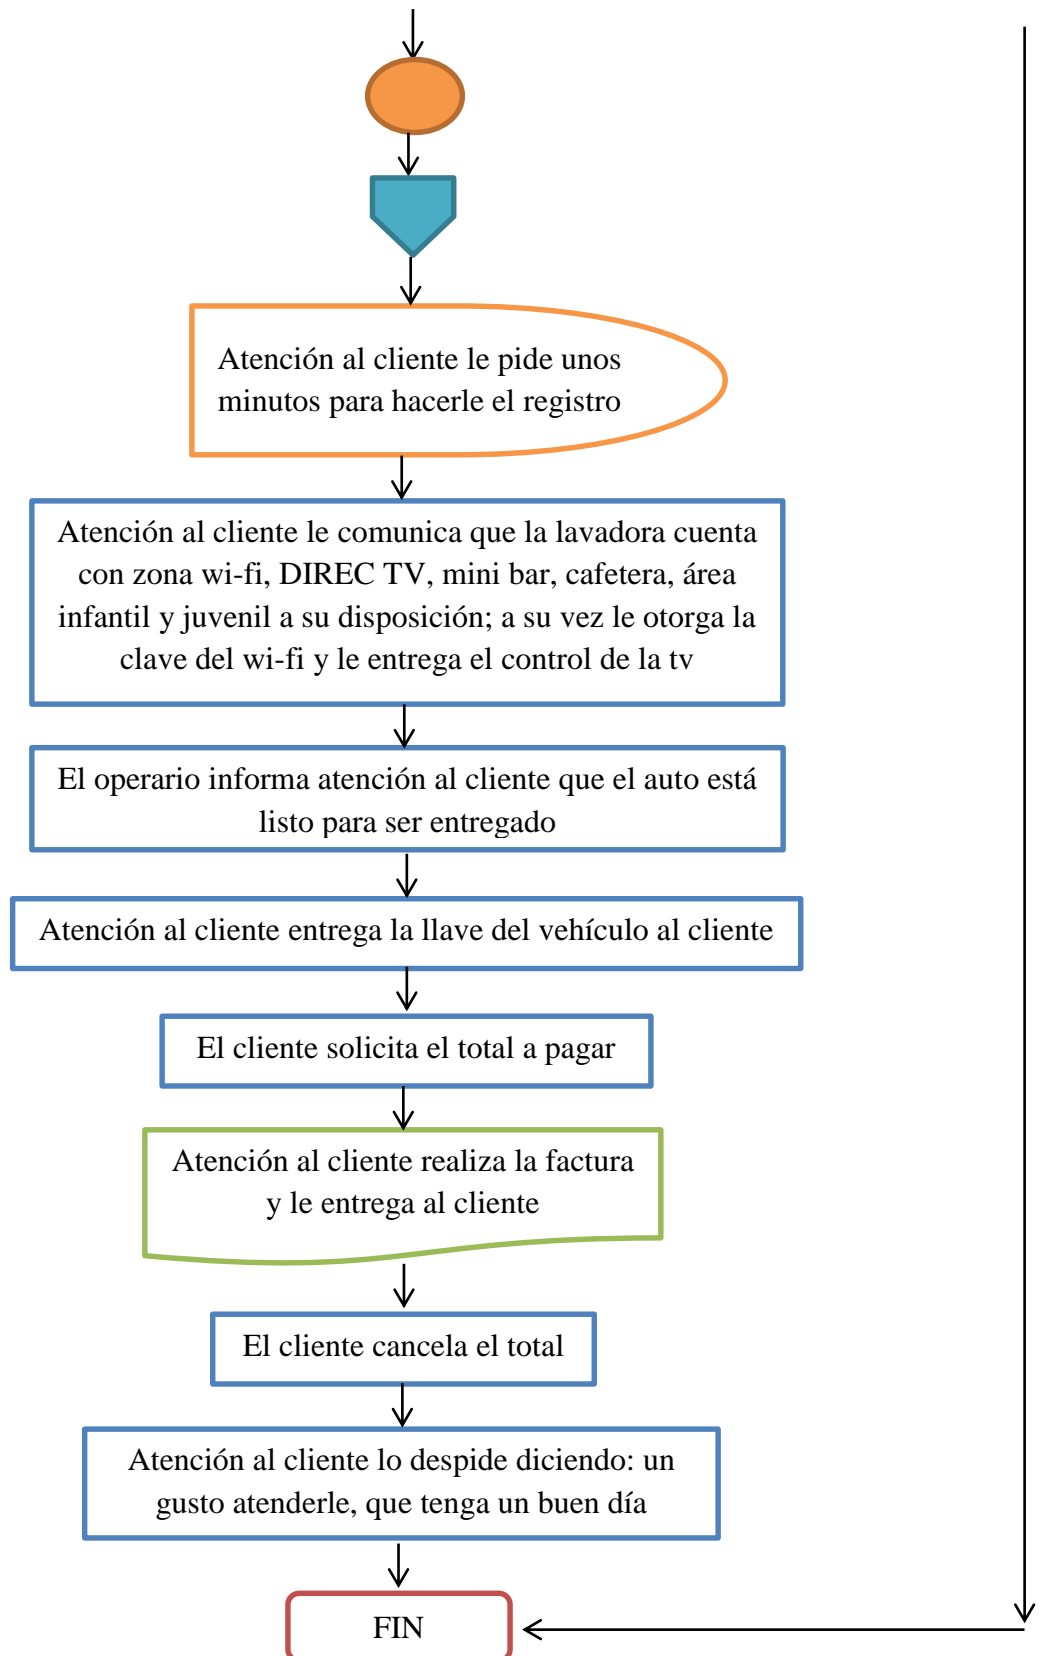 Atención al cliente le pide unos
minutos para hacerle el registro
Atención al cliente le comunica que la lavadora cuenta
con zona wi-fi, DIREC TV, mini bar, cafetera, área
infantil y juvenil a su disposición; a su vez le otorga la
clave del wi-fi y le entrega el control de la tv
El operario informa atención al cliente que el auto está
listo para ser entregado
Atención al cliente entrega la llave del vehículo al cliente
El cliente solicita el total a pagar
Atención al cliente realiza la factura
y le entrega al cliente
El cliente cancela el total
Atención al cliente lo despide diciendo: un
gusto atenderle, que tenga un buen día
FIN